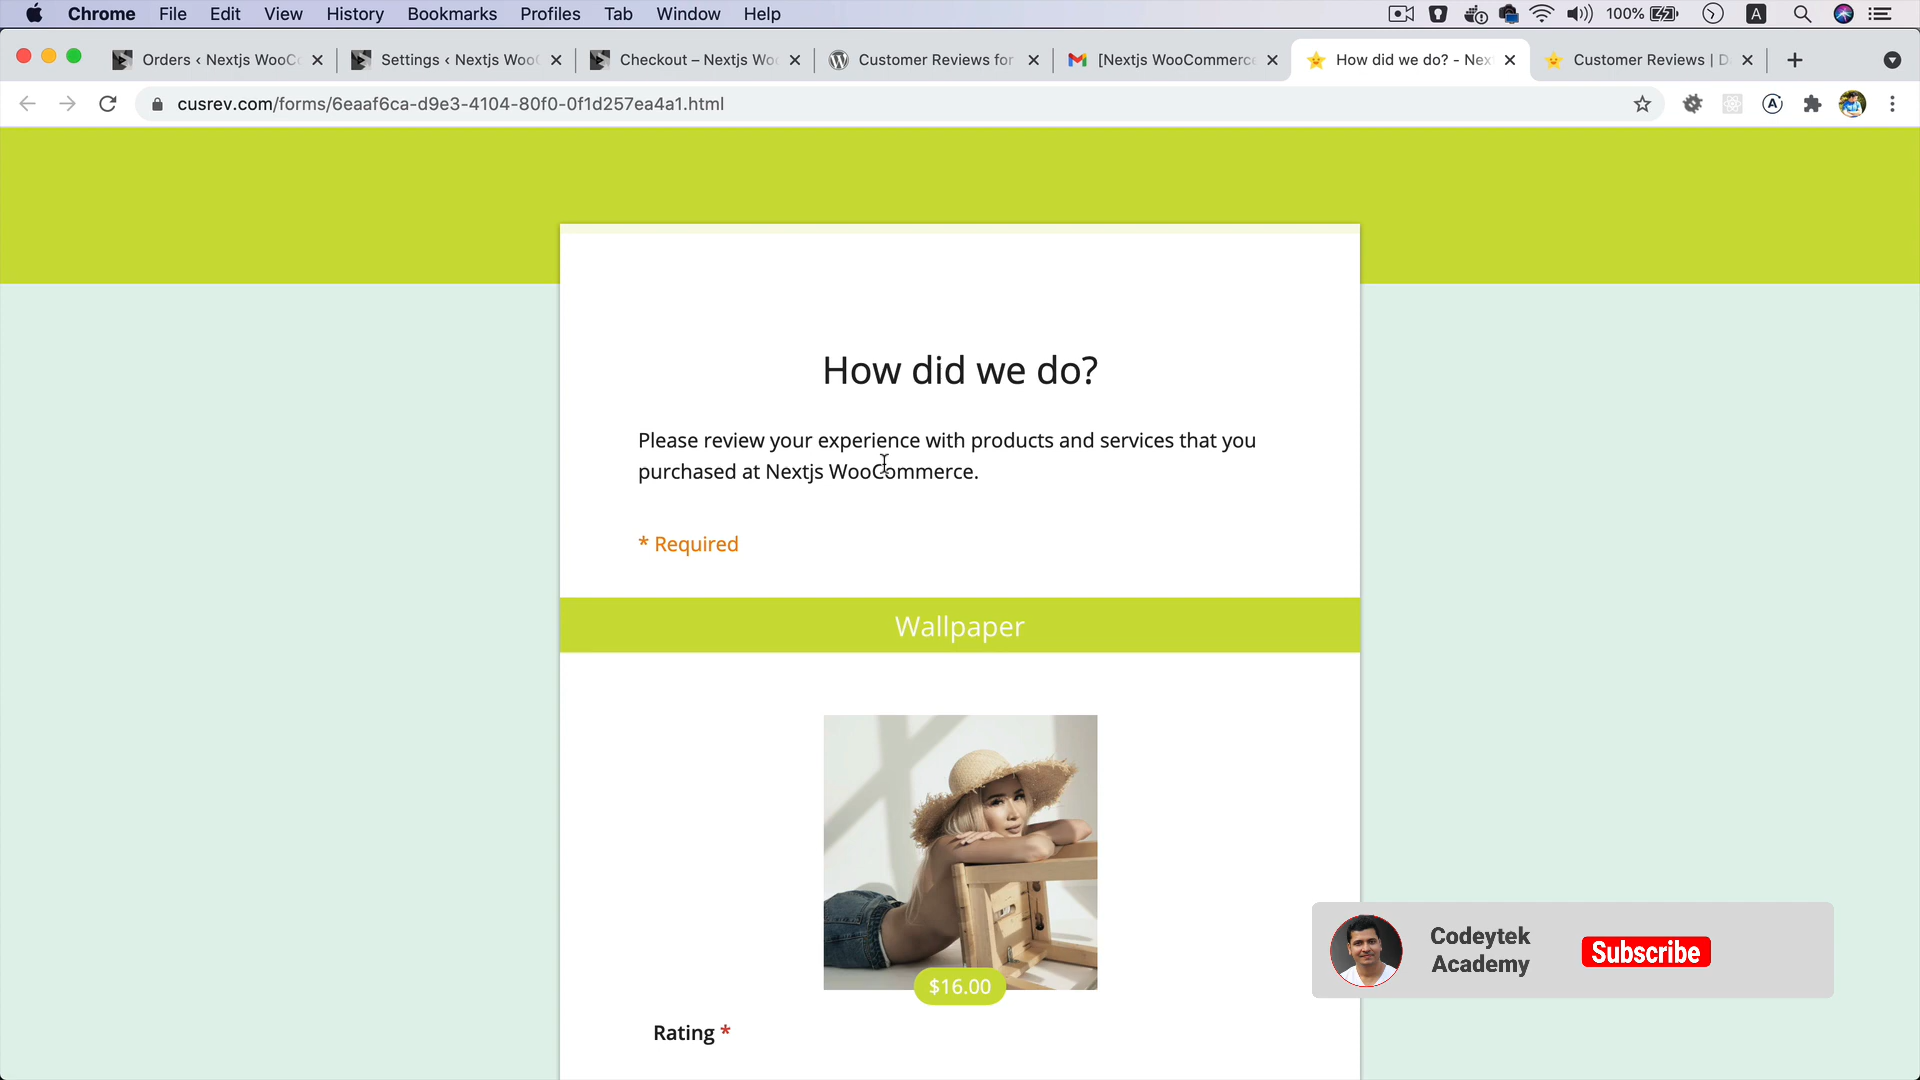 Chrome File Edit View History Bookmarks Profiles Tab Window Help 100% A
Orders ‹ Nextjs WooCo Settings ‹ Nextjs Woo Checkout – Nextjs Wo Customer Reviews for [Nextjs WooCommerce How did we do? - Nex Customer Reviews | D
cusrev.com/forms/6eaaf6ca-d9e3-4104-80f0-0f1d257ea4a1.html
How did we do?
Please review your experience with products and services that you
purchased at Nextjs WooCommerce.
* Required
Wallpaper
$16.00
Rating *
Codeytek
Academy
Subscribe